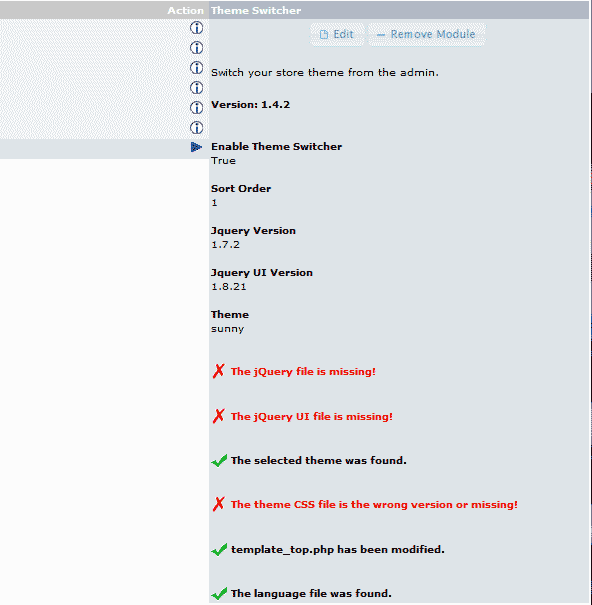 Action Theme Switcher
Edit Remove Module
Switch your store theme from the admin.
Version: 1.4.2
Enable Theme Switcher
True
Sort Order
1
Jquery Version
1.7.2
Jquery UI Version
1.8.21
Theme
sunny
The jQuery file is missing!
The jQuery UI file is missing!
The selected theme was found.
The theme CSS file is the wrong version or missing!
template_top.php has been modified.
The language file was found.